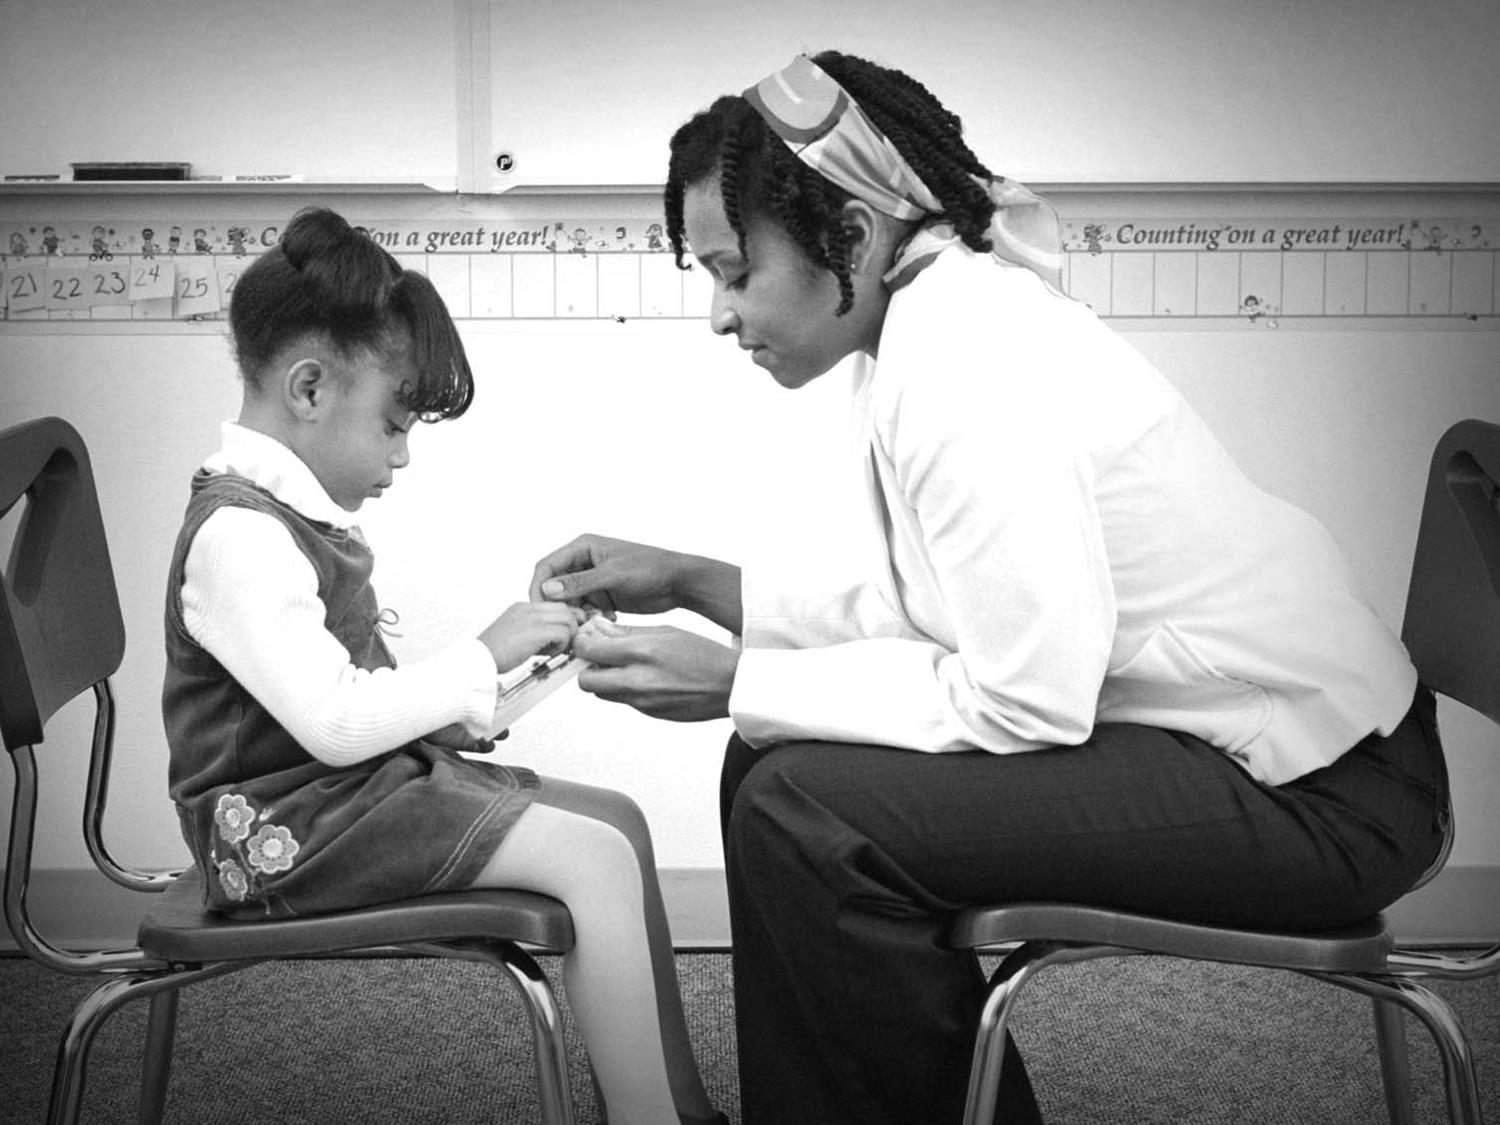 on a great year!
Counting on a great year!
21 22 23 24 25